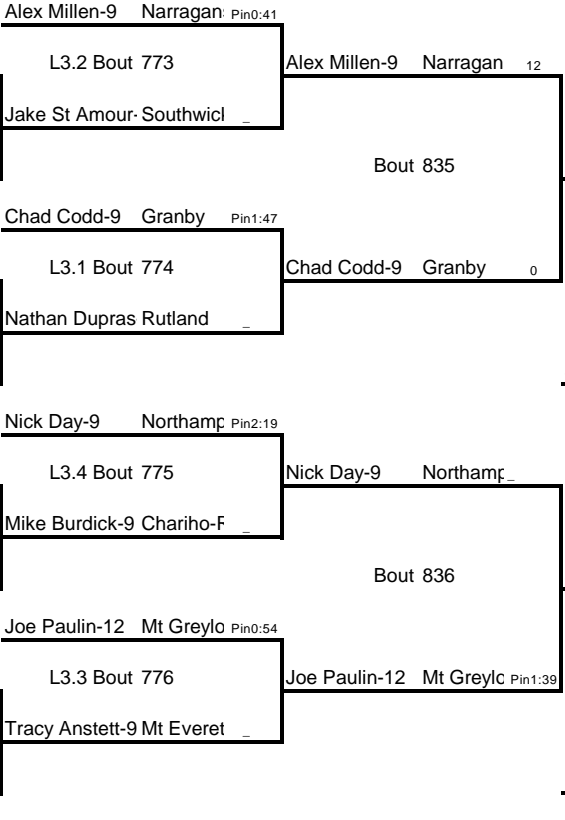 Alex Millen-9 Narragan Pin0:41
L3.2 Bout 773
Alex Millen-9 Narragan 12
Jake St Amour- Southwicl _
Bout 835
Chad Codd-9 Granby Pin1:47
L3.1 Bout 774
Chad Codd-9 Granby 0
Nathan Dupras Rutland _
Nick Day-9 Northamp Pin2:19
L3.4 Bout 775
Nick Day-9 Northamp _
Mike Burdick-9 Chariho-F _
Bout 836
Joe Paulin-12 Mt Greylo Pin0:54
L3.3 Bout 776
Joe Paulin-12 Mt Greylc Pin1:39
Tracy Anstett-9 Mt Everet _